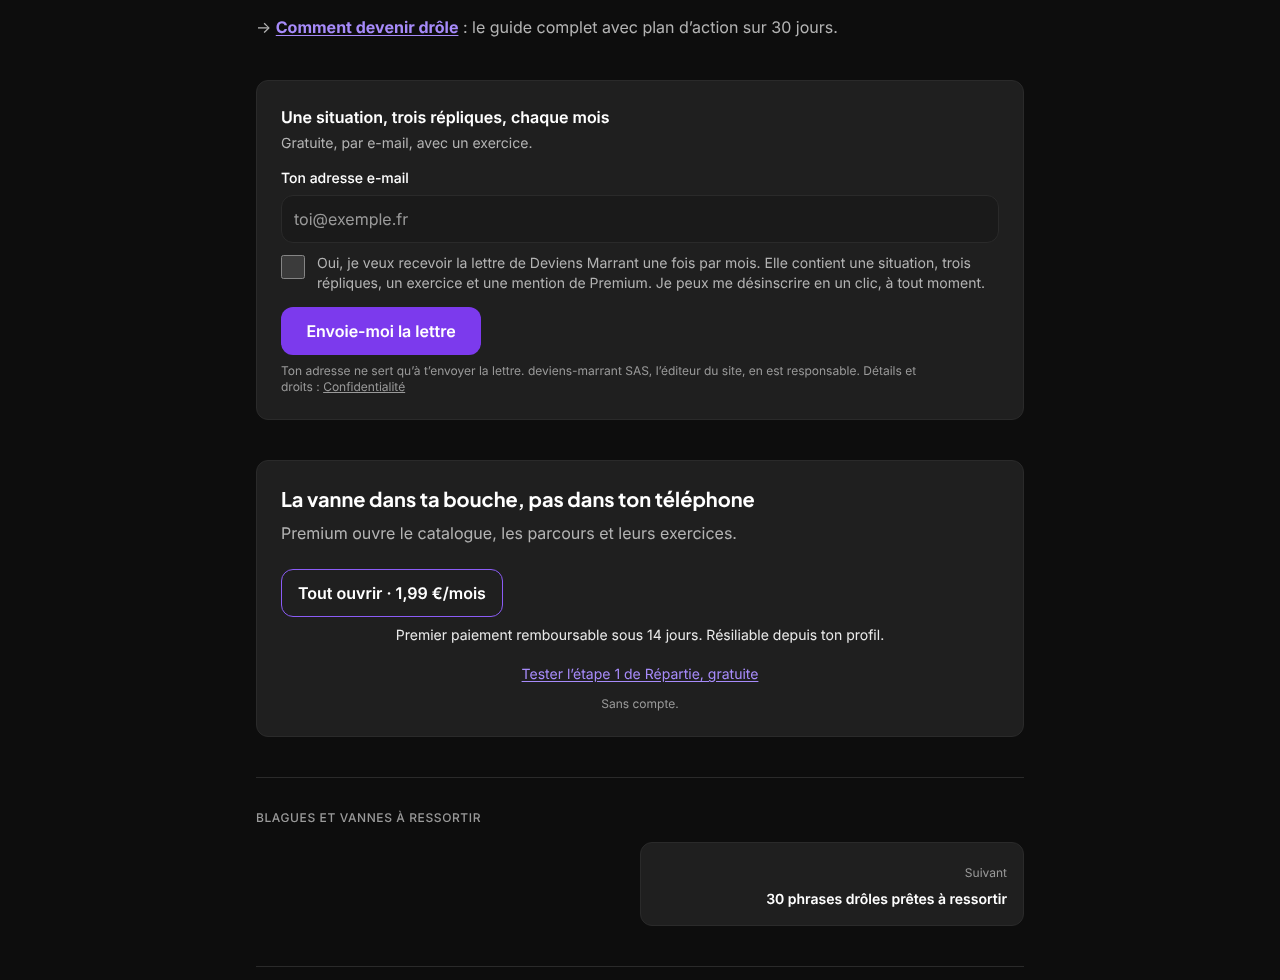 → Comment devenir drôle : le guide complet avec plan d’action sur 30 jours.
Une situation, trois répliques, chaque mois
Gratuite, par e-mail, avec un exercice.
Ton adresse e-mail
toi@exemple.fr
Oui, je veux recevoir la lettre de Deviens Marrant une fois par mois. Elle contient une situation, trois
répliques, un exercice et une mention de Premium. Je peux me désinscrire en un clic, à tout moment.
Envoie-moi la lettre
Ton adresse ne sert qu’à t’envoyer la lettre. deviens-marrant SAS, l’éditeur du site, en est responsable. Détails et
droits : Confidentialité
La vanne dans ta bouche, pas dans ton téléphone
Premium ouvre le catalogue, les parcours et leurs exercices.
Tout ouvrir · 1,99 €/mois
Premier paiement remboursable sous 14 jours. Résiliable depuis ton profil.
Tester l’étape 1 de Répartie, gratuite
Sans compte.
BLAGUES ET VANNES À RESSORTIR
Suivant
30 phrases drôles prêtes à ressortir